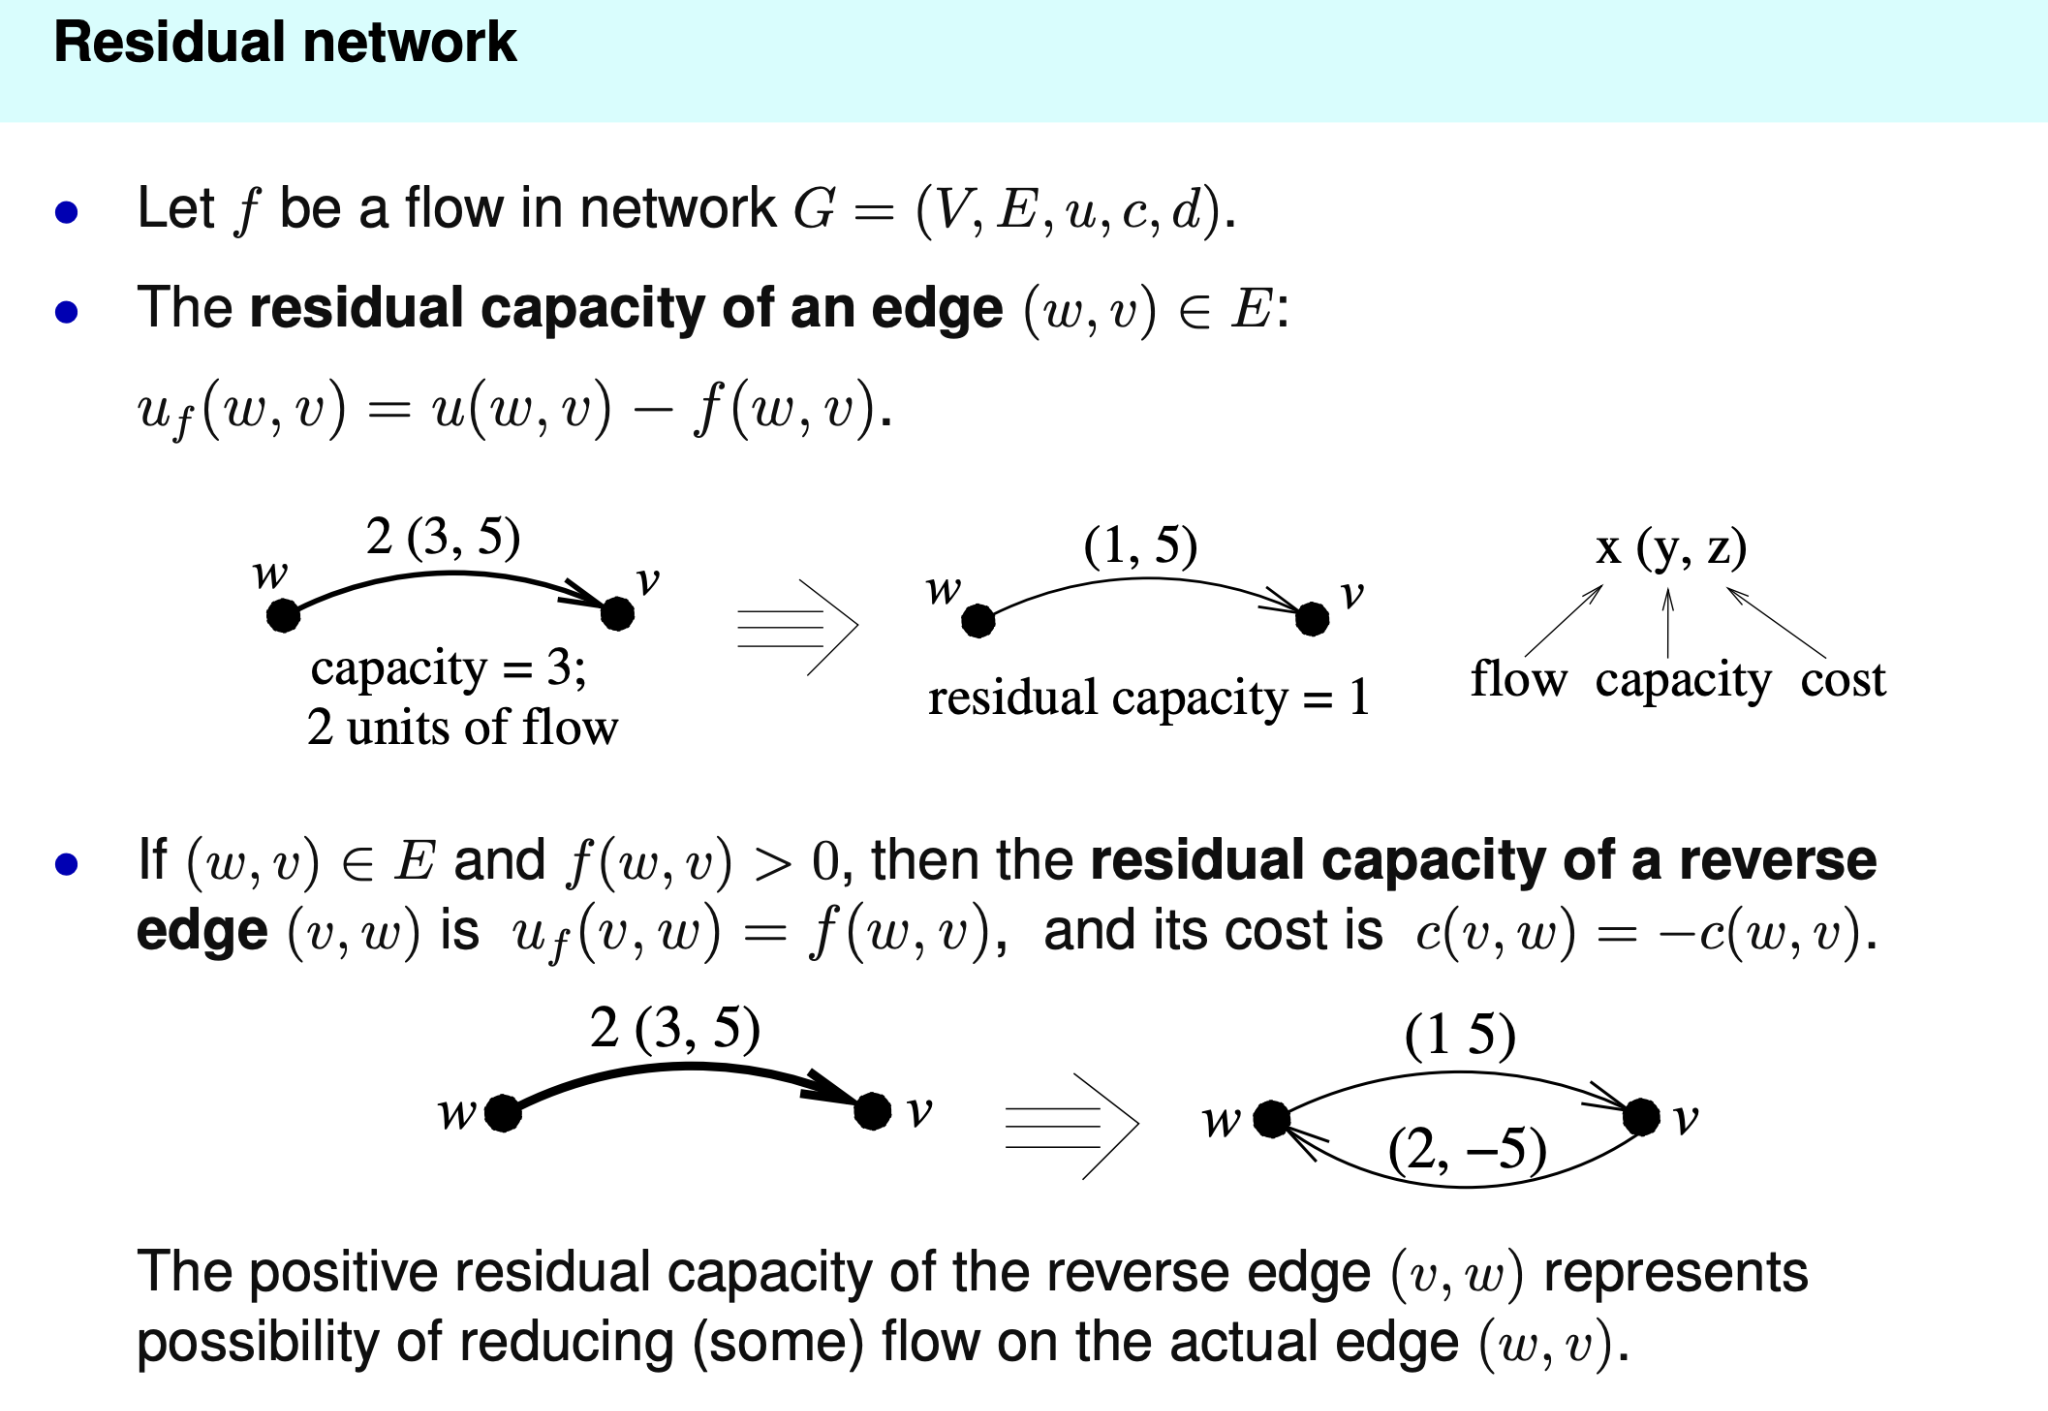 Residual network
• Let f be a flow in network G = (V, E, u, c, d).
• The residual capacity of an edge (w, v) ∈ E:
u_f(w, v) = u(w, v) − f(w, v).
2 (3, 5)
w
v
capacity = 3;
2 units of flow
(1, 5)
w
v
residual capacity = 1
x (y, z)
flow capacity cost
• If (w, v) ∈ E and f(w, v) > 0, then the residual capacity of a reverse
edge (v, w) is u_f(v, w) = f(w, v), and its cost is c(v, w) = −c(w, v).
2 (3, 5)
w
v
(1 5)
w
v
(2, −5)
The positive residual capacity of the reverse edge (v, w) represents
possibility of reducing (some) flow on the actual edge (w, v).